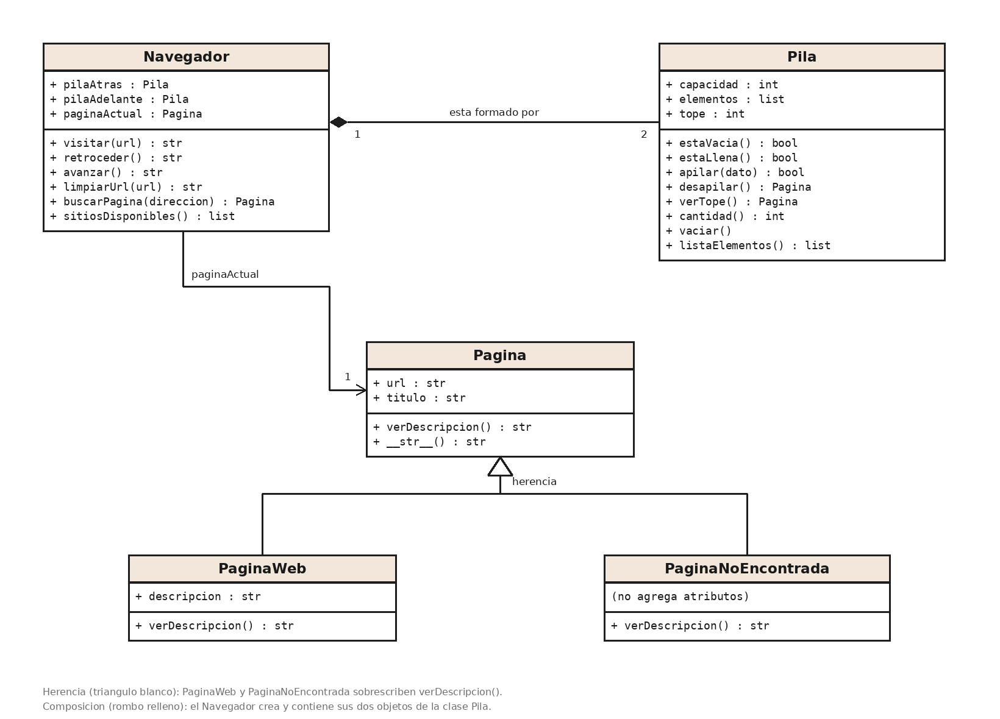 Navegador
+ pilaAtras : Pila
+ pilaAdelante : Pila
+ paginaActual : Pagina
+ visitar(url) : str
+ retroceder() : str
+ avanzar() : str
+ limpiarUrl(url) : str
+ buscarPagina(direccion) : Pagina
+ sitiosDisponibles() : list
esta formado por
1
2
Pila
+ capacidad : int
+ elementos : list
+ tope : int
+ estaVacia() : bool
+ estaLlena() : bool
+ apilar(dato) : bool
+ desapilar() : Pagina
+ verTope() : Pagina
+ cantidad() : int
+ vaciar()
+ listaElementos() : list
paginaActual
1
Pagina
+ url : str
+ titulo : str
+ verDescripcion() : str
+ __str__() : str
herencia
PaginaWeb
+ descripcion : str
+ verDescripcion() : str
PaginaNoEncontrada
(no agrega atributos)
+ verDescripcion() : str
Herencia (triangulo blanco): PaginaWeb y PaginaNoEncontrada sobrescriben verDescripcion().
Composicion (rombo relleno): el Navegador crea y contiene sus dos objetos de la clase Pila.